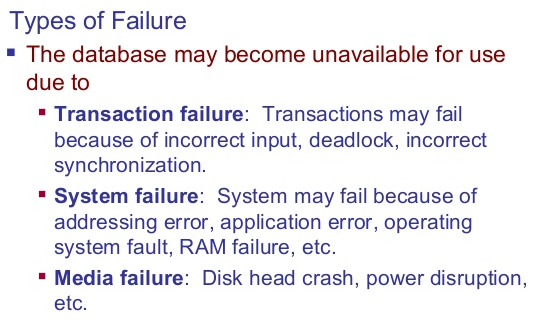 Types of Failure
▪ The database may become unavailable for use
due to
▪ Transaction failure: Transactions may fail
because of incorrect input, deadlock, incorrect
synchronization.
▪ System failure: System may fail because of
addressing error, application error, operating
system fault, RAM failure, etc.
▪ Media failure: Disk head crash, power disruption,
etc.